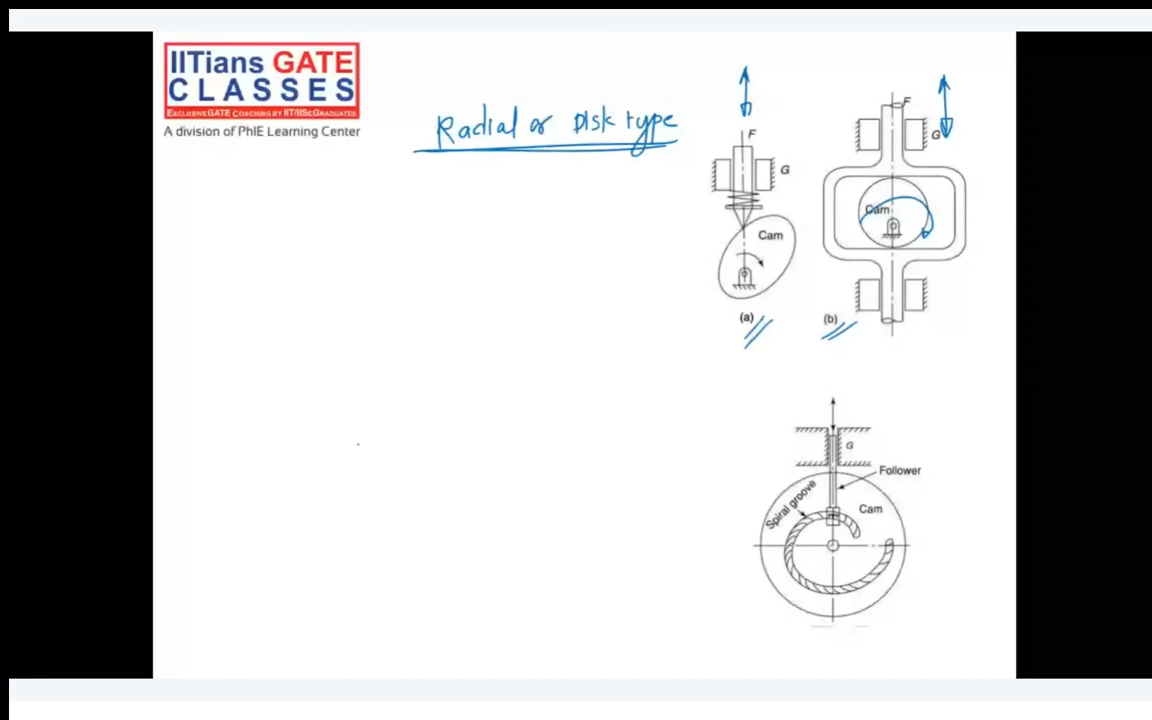 IITians GATE
CLASSES
EXCLUSIVE GATE COACHING BY IIT/IISC GRADUATES
A division of PhIE Learning Center
Radial or Disk type
F
G
Cam
(a)
F
G
Cam
(b)
G
Follower
Spiral groove
Cam